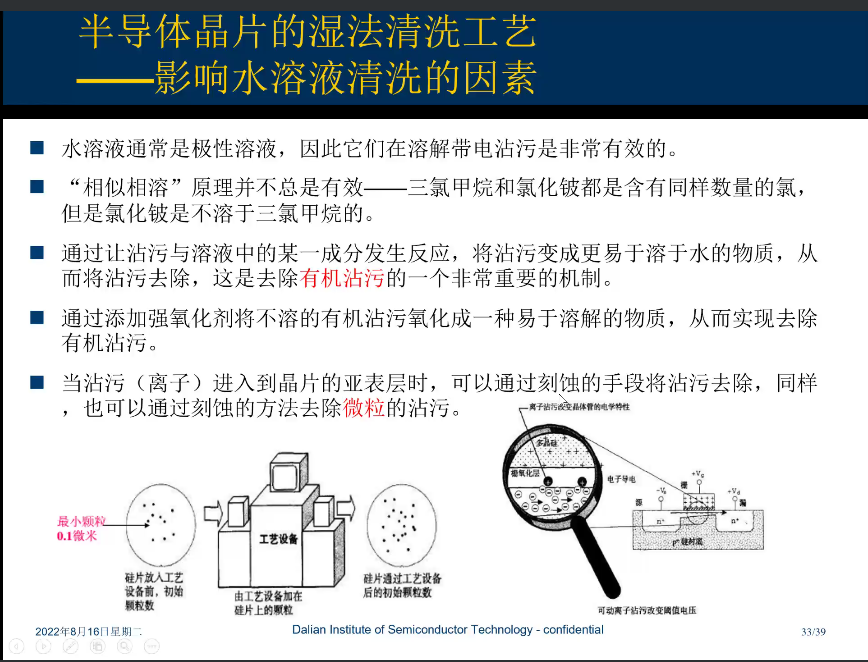 半导体晶片的湿法清洗工艺
——影响水溶液清洗的因素
水溶液通常是极性溶液，因此它们在溶解带电沾污是非常有效的。
“相似相溶”原理并不总是有效——三氯甲烷和氯化铍都是含有同样数量的氯，
但是氯化铍是不溶于三氯甲烷的。
通过让沾污与溶液中的某一成分发生反应，将沾污变成更易于溶于水的物质，从
而将沾污去除，这是去除有机沾污的一个非常重要的机制。
通过添加强氧化剂将不溶的有机沾污氧化成一种易于溶解的物质，从而实现去除
有机沾污。
当沾污（离子）进入到晶片的亚表层时，可以通过刻蚀的手段将沾污去除，同样
，也可以通过刻蚀的方法去除微粒的沾污。
离子沾污改变晶体管的电学特性
多晶硅
栅氧化层
电子导电
-Vs
+VG
+Vd
源
栅
漏
n+
n+
p+硅衬底
可动离子沾污改变阈值电压
最小颗粒
0.1微米
工艺设备
硅片放入工艺
设备前，初始
颗粒数
由工艺设备加在
硅片上的颗粒
硅片通过工艺设备
后的初始颗粒数
2022年8月16日星期二
Dalian Institute of Semiconductor Technology - confidential
33/39